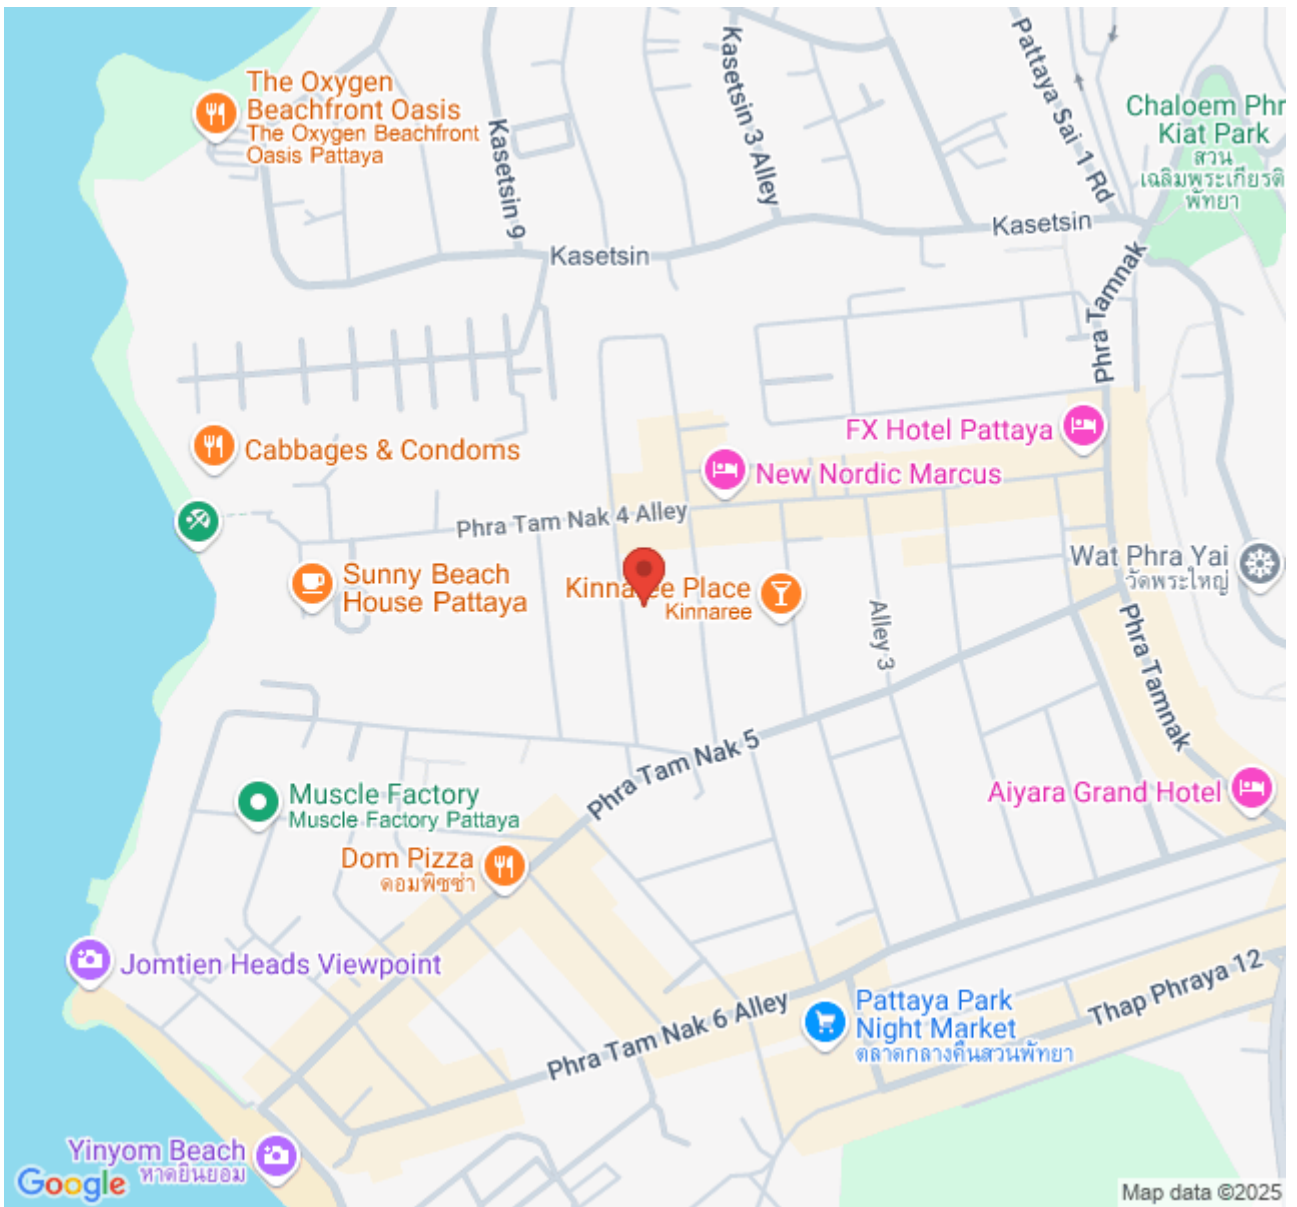 The Oxygen
Beachfront Oasis
The Oxygen Beachfront
Oasis Pattaya
Kasetsin 9
Kasetsin 3 Alley
Pattaya Sai 1 Rd
Chaloem Phr
Kiat Park
สวน
เฉลิมพระเกียรติ
พัทยา
Kasetsin
Kasetsin
Phra Tamnak
FX Hotel Pattaya
Cabbages & Condoms
New Nordic Marcus
Phra Tam Nak 4 Alley
Wat Phra Yai
วัดพระใหญ่
Sunny Beach
House Pattaya
Kinnaree Place
Kinnaree
Alley 3
Phra Tamnak
Phra Tam Nak 5
Muscle Factory
Muscle Factory Pattaya
Aiyara Grand Hotel
Dom Pizza
ดอมพิซซ่า
Jomtien Heads Viewpoint
Thap Phraya 12
Phra Tam Nak 6 Alley
Pattaya Park
Night Market
ตลาดกลางคืนสวนพัทยา
Yinyom Beach
หาดยินยอม
Google
Map data ©2025